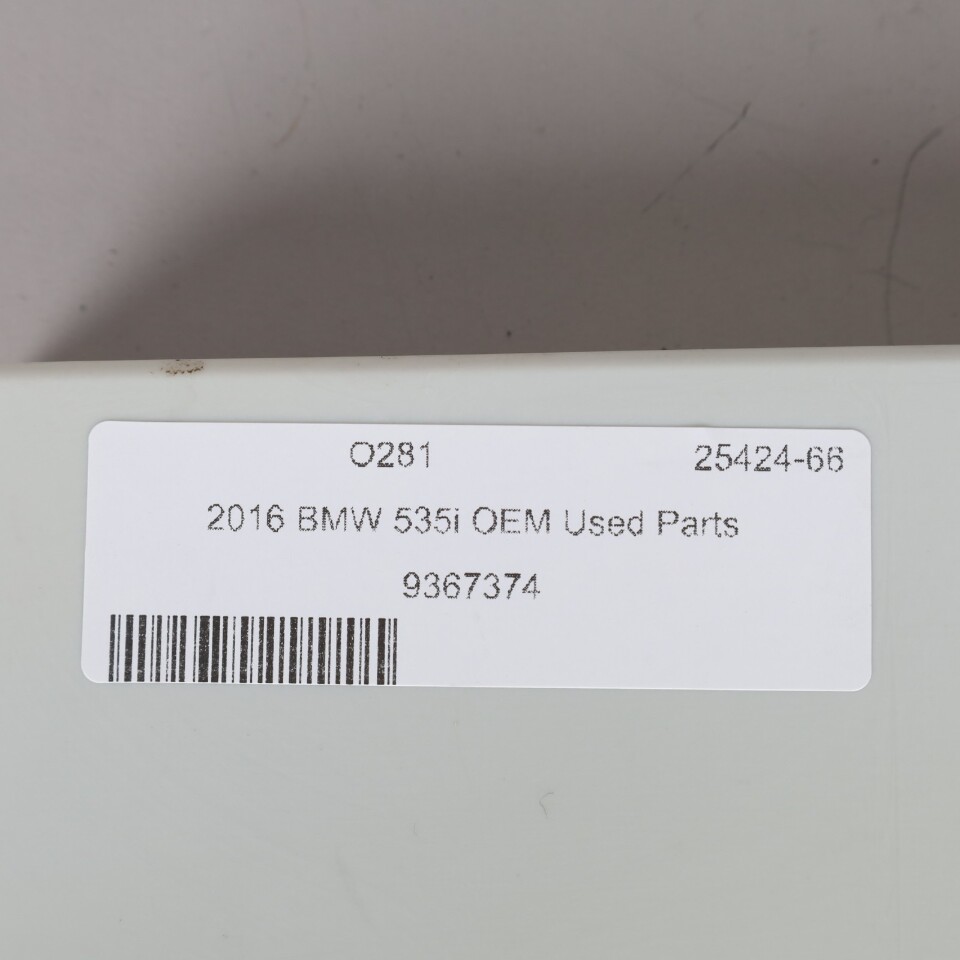 O281 25424-66
2016 BMW 535i OEM Used Parts
9367374